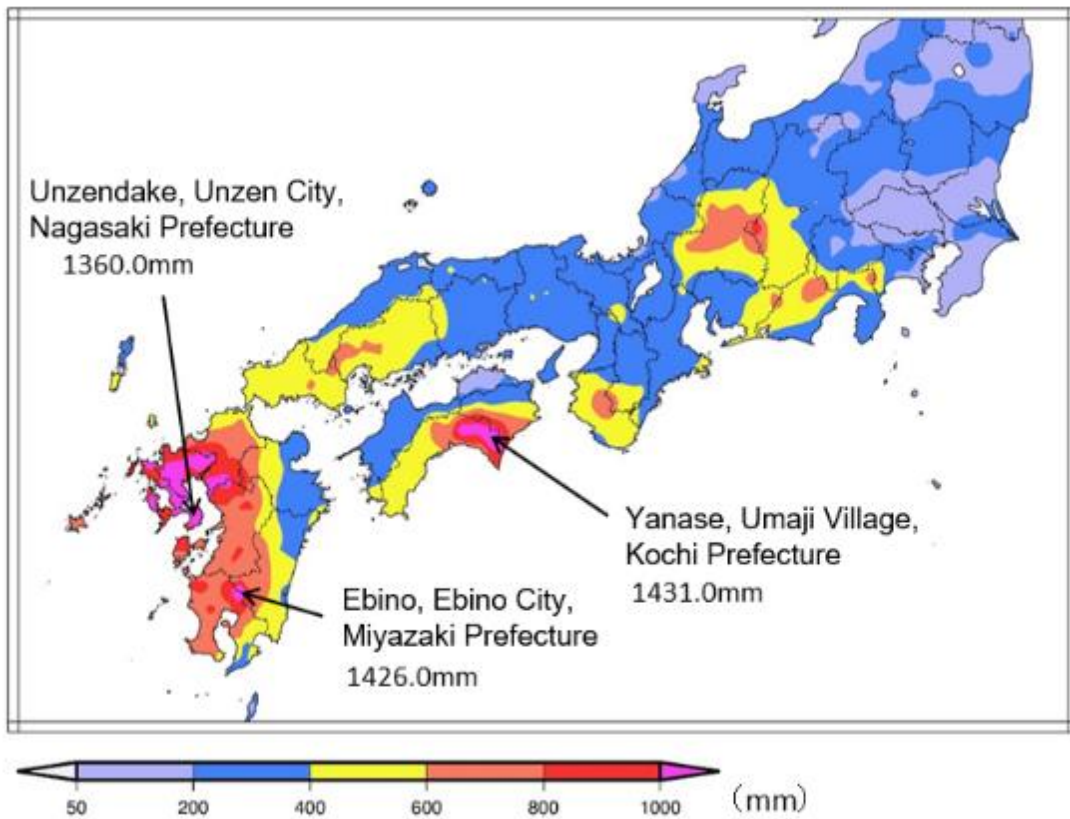 Unzendake, Unzen City,
Nagasaki Prefecture
1360.0mm
Yanase, Umaji Village,
Kochi Prefecture
1431.0mm
Ebino, Ebino City,
Miyazaki Prefecture
1426.0mm
50 200 400 600 800 1000 (mm)